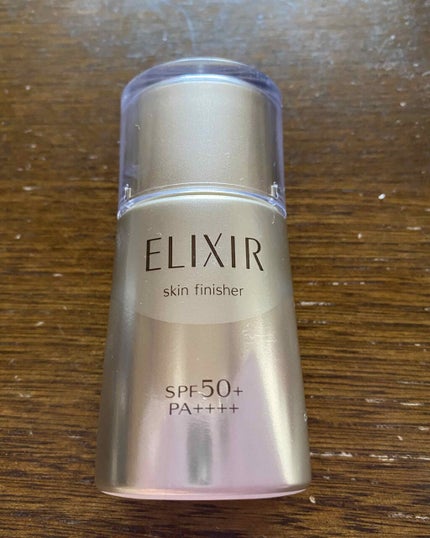 ELIXIR
skin finisher
SPF50+
PA++++